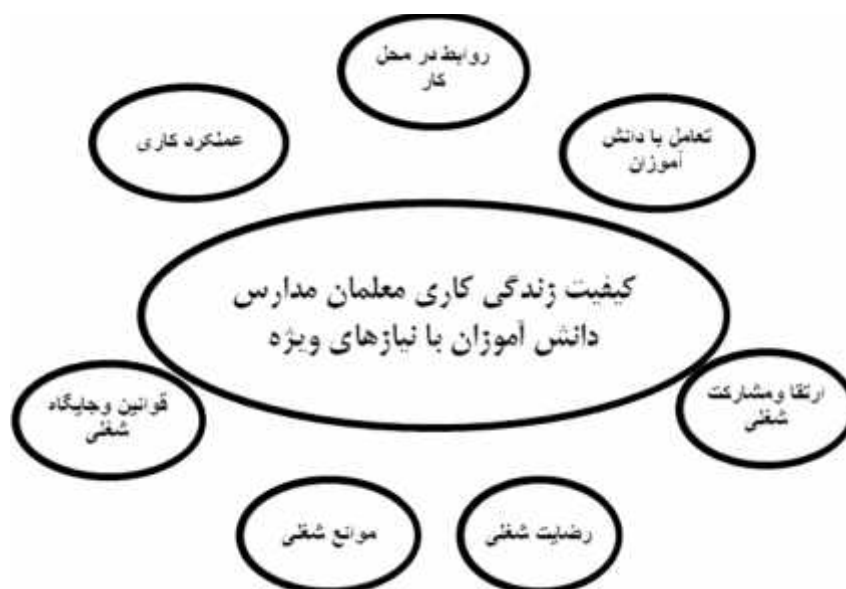 روابط در محل
کار
تعامل با دانش
آموزان
عملکرد کاری
کیفیت زندگی کاری معلمان مدارس
دانش آموزان با نیازهای ویژه
ارتقا ومشارکت
شغلی
قوانین وجایگاه
شغلی
رضایت شغلی
موانع شغلی